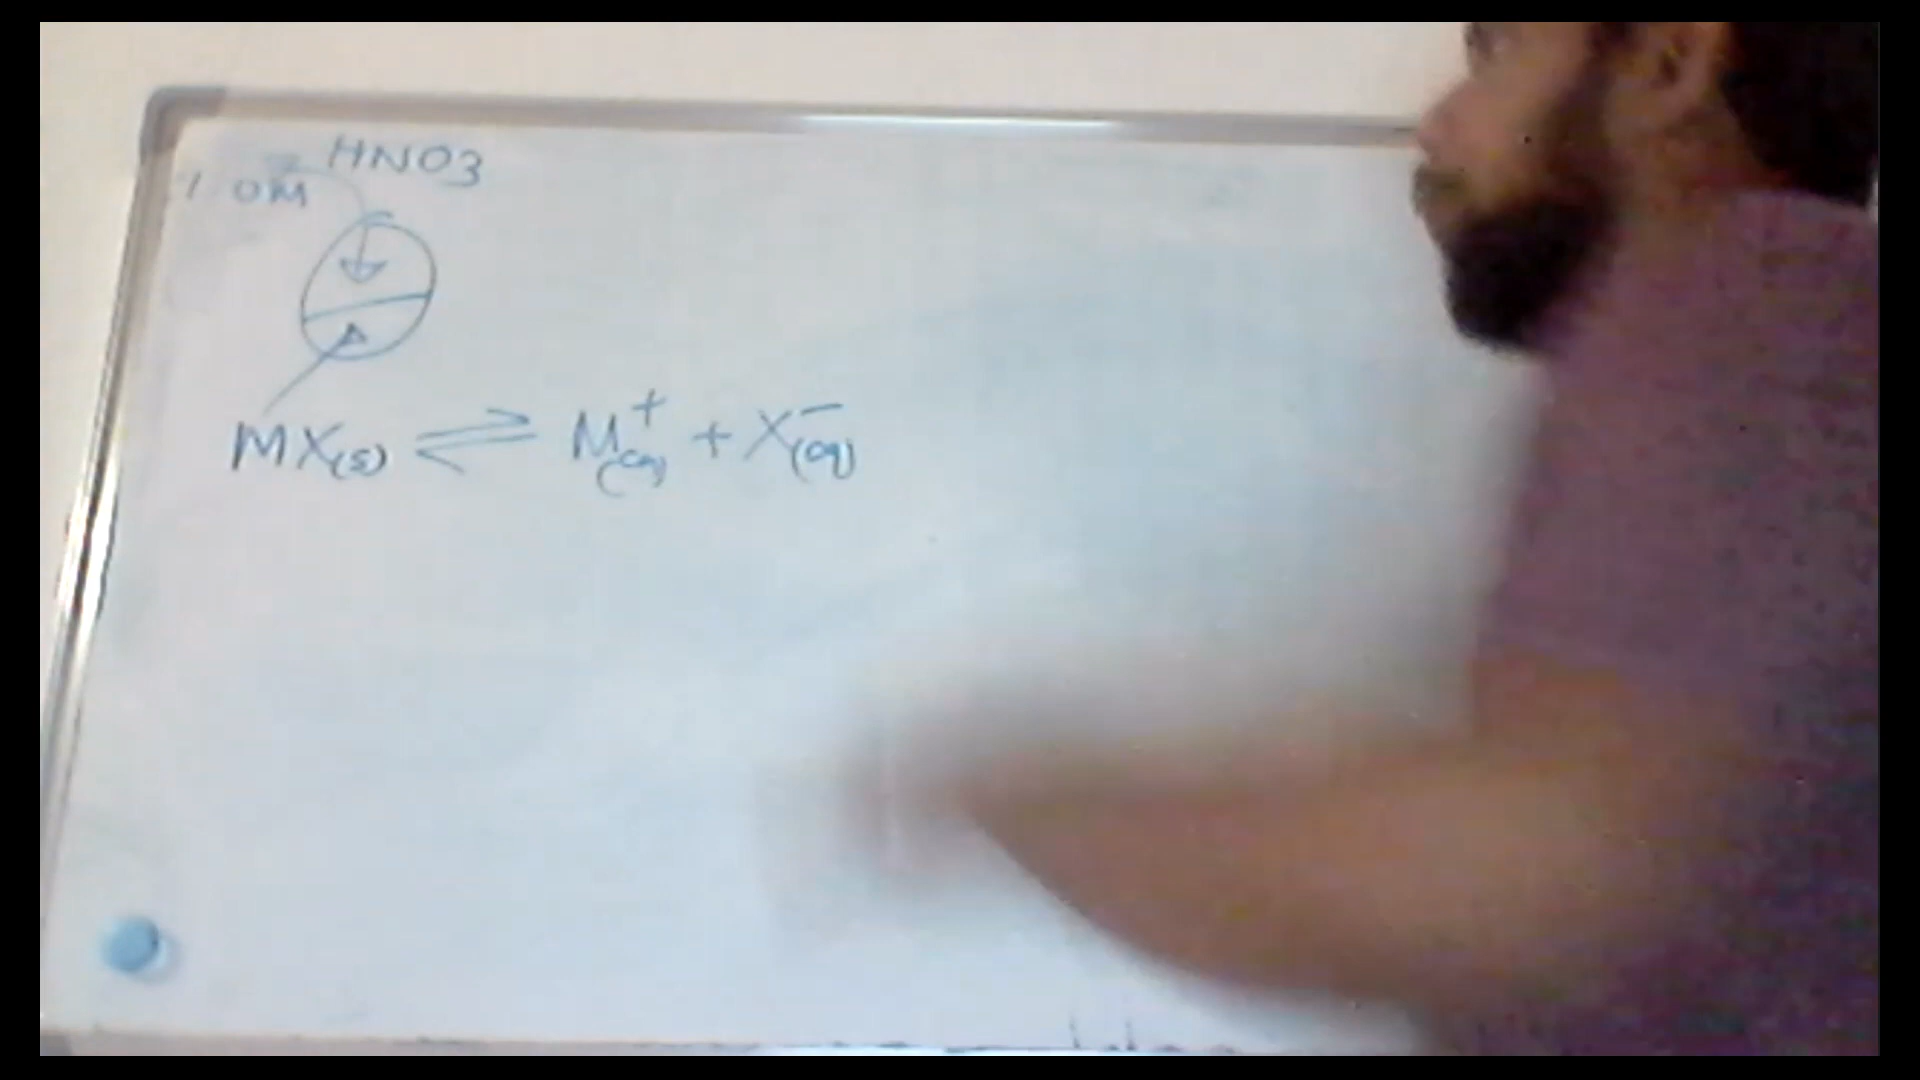 HNO3
1.0M
MX(s) ⇌ M⁺(aq) + X⁻(aq)